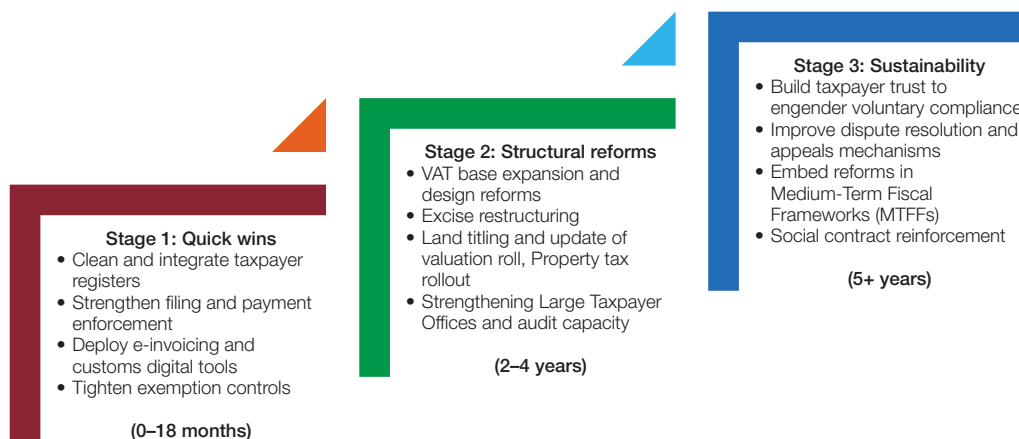 Stage 1: Quick wins
• Clean and integrate taxpayer
registers
• Strengthen filing and payment
enforcement
• Deploy e-invoicing and
customs digital tools
• Tighten exemption controls
(0–18 months)
Stage 2: Structural reforms
• VAT base expansion and
design reforms
• Excise restructuring
• Land titling and update of
valuation roll, Property tax
rollout
• Strengthening Large Taxpayer
Offices and audit capacity
(2–4 years)
Stage 3: Sustainability
• Build taxpayer trust to
engender voluntary compliance
• Improve dispute resolution and
appeals mechanisms
• Embed reforms in
Medium-Term Fiscal
Frameworks (MTFFs)
• Social contract reinforcement
(5+ years)